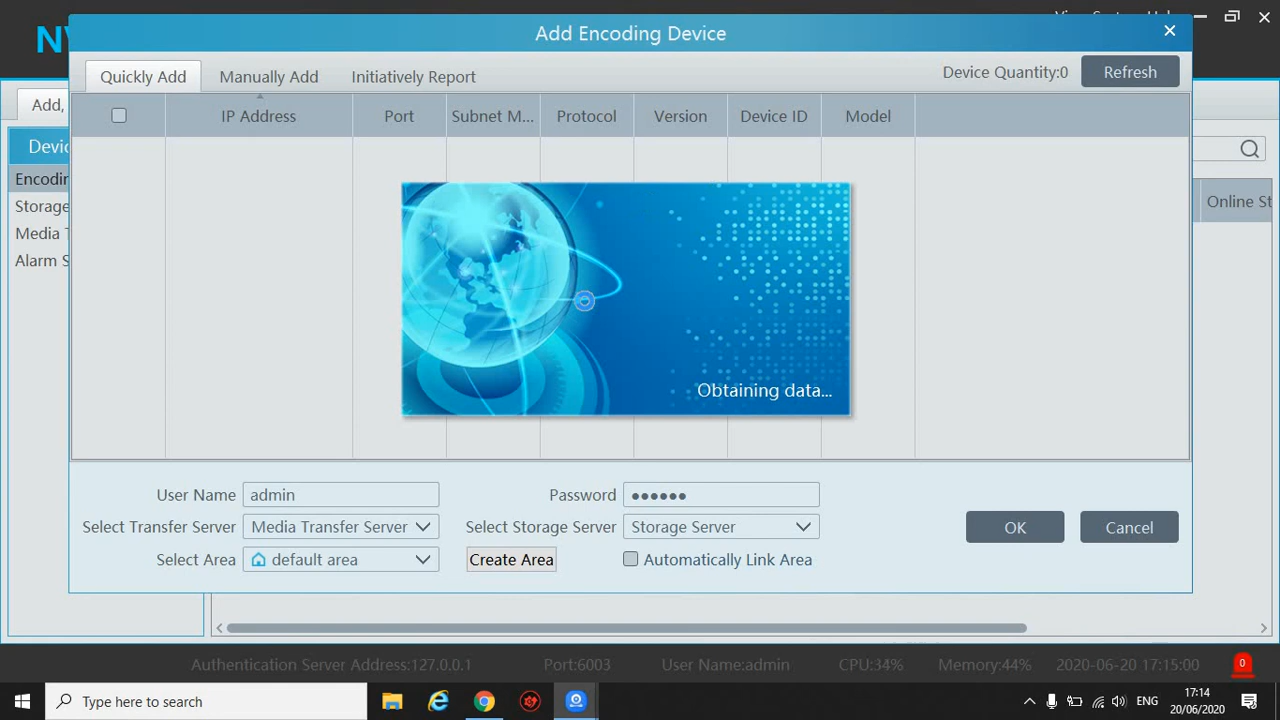 Add Encoding Device
Quickly Add Manually Add Initiatively Report Device Quantity:0 Refresh
IP Address Port Subnet M... Protocol Version Device ID Model
Add,
Devic
Encodin
Storage
Media T
Alarm S
Online St
Obtaining data...
User Name admin Password ●●●●●●
Select Transfer Server Media Transfer Server Select Storage Server Storage Server OK Cancel
Select Area default area Create Area Automatically Link Area
Authentication Server Address:127.0.0.1 Port:6003 User Name:admin CPU:34% Memory:44% 2020-06-20 17:15:00 0
Type here to search ENG 17:14
20/06/2020